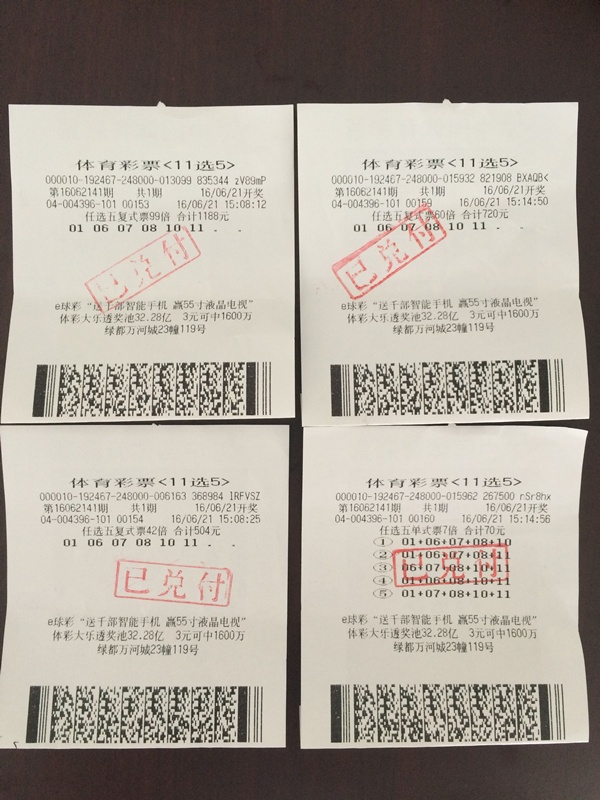 体育彩票<11选5>
000010-192467-248000-013099 835344 zV89mP
第16062141期 共1期 16/06/21开奖
04-004396-101 00153 16/06/21 15:08:12
任选五复式票99倍 合计1188元
01 06 07 08 10 11 . .
已兑付
e球彩“送千部智能手机 赢55寸液晶电视”
体彩大乐透奖池32.28亿 3元可中1600万
绿都万河城23幢119号
体育彩票<11选5>
000010-192467-248000-015932 821908 BXAQB<
第16062141期 共1期 16/06/21开奖
04-004396-101 00159 16/06/21 15:14:50
任选五复式票60倍 合计720元
01 06 07 08 10 11 . .
已兑付
e球彩“送千部智能手机 赢55寸液晶电视”
体彩大乐透奖池32.28亿 3元可中1600万
绿都万河城23幢119号
体育彩票<11选5>
000010-192467-248000-006163 368984 lRFVSZ
第16062141期 共1期 16/06/21开奖
04-004396-101 00154 16/06/21 15:08:25
任选五复式票42倍 合计504元
01 06 07 08 10 11 . .
已兑付
e球彩“送千部智能手机 赢55寸液晶电视”
体彩大乐透奖池32.28亿 3元可中1600万
绿都万河城23幢119号
体育彩票<11选5>
000010-192467-248000-015962 267500 rSr8hx
第16062141期 共1期 16/06/21开奖
04-004396-101 00160 16/06/21 15:14:56
任选五单式票7倍 合计70元
① 01+06+07+08+10
② 01+06+07+08+11
③ 06+07+08+10+11
④ 01+06+08+10+11
⑤ 01+07+08+10+11
已兑付
e球彩“送千部智能手机 赢55寸液晶电视”
体彩大乐透奖池32.28亿 3元可中1600万
绿都万河城23幢119号